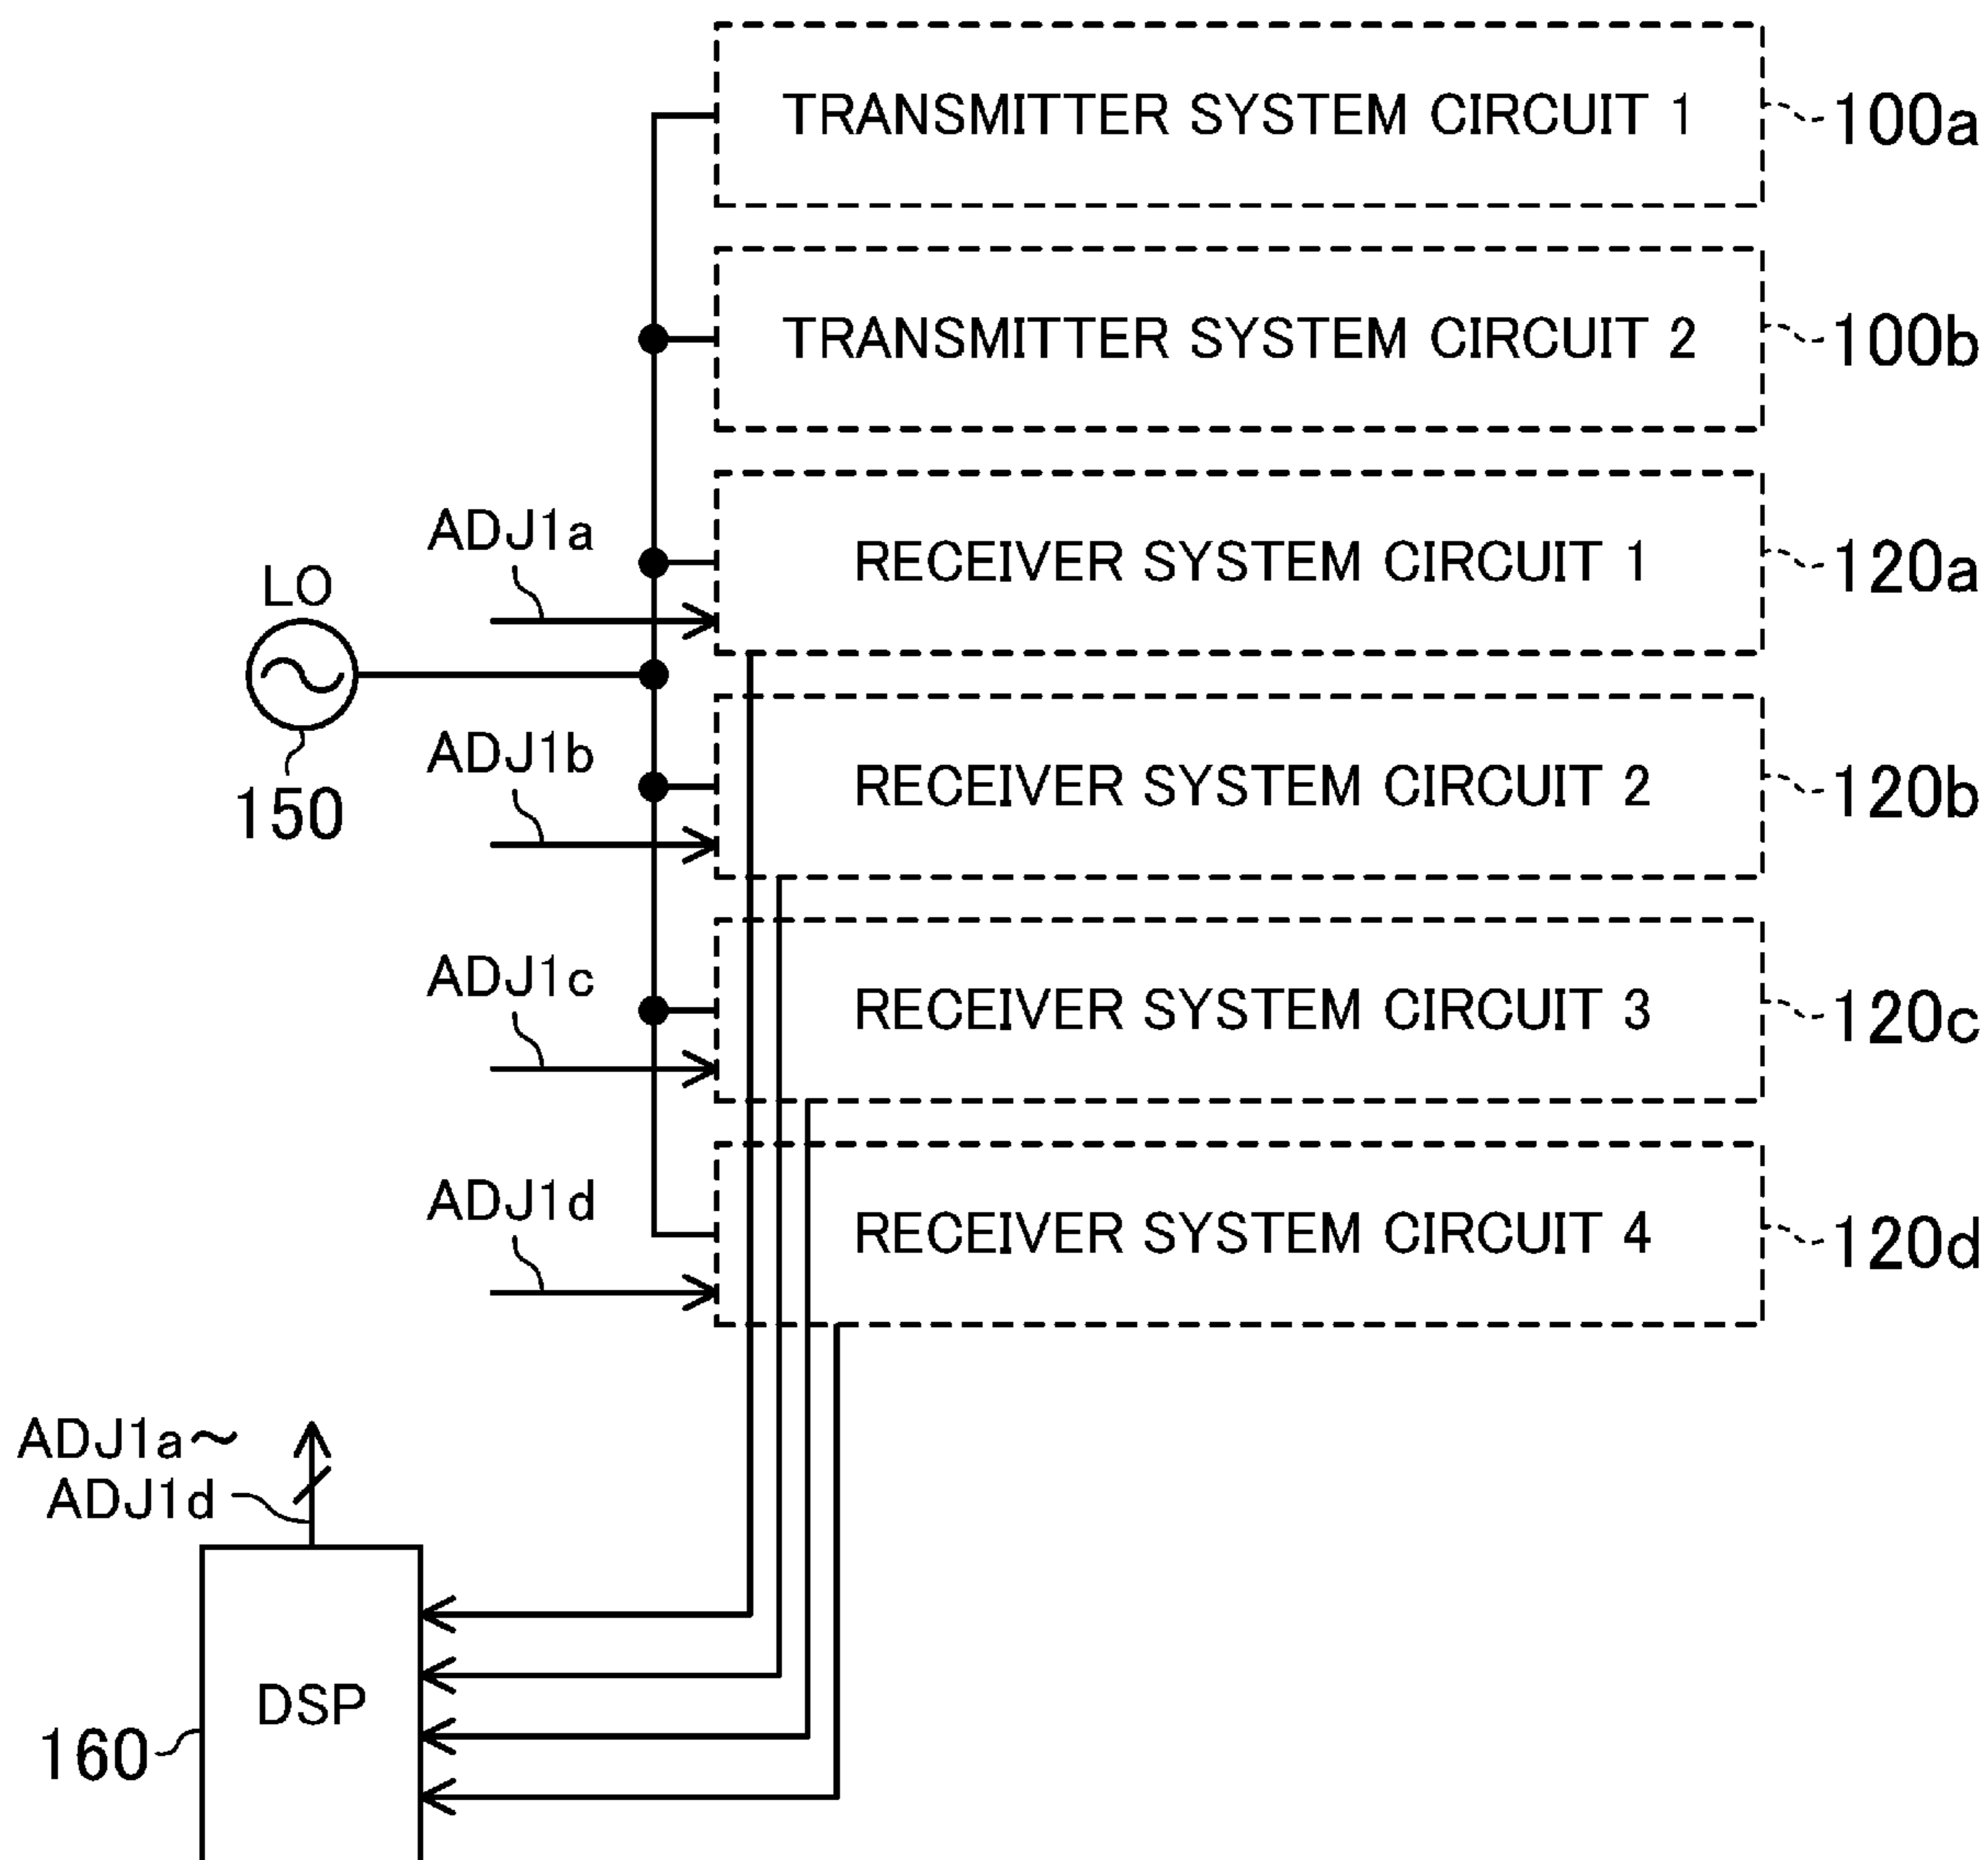 TRANSMITTER SYSTEM CIRCUIT 1
100a
TRANSMITTER SYSTEM CIRCUIT 2
100b
ADJ1a
RECEIVER SYSTEM CIRCUIT 1
120a
LO
150
ADJ1b
RECEIVER SYSTEM CIRCUIT 2
120b
ADJ1c
RECEIVER SYSTEM CIRCUIT 3
120c
ADJ1d
RECEIVER SYSTEM CIRCUIT 4
120d
ADJ1a~
ADJ1d
DSP
160